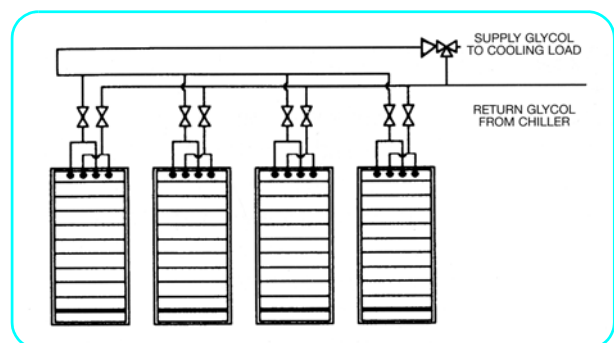 SUPPLY GLYCOL
TO COOLING LOAD
RETURN GLYCOL
FROM CHILLER